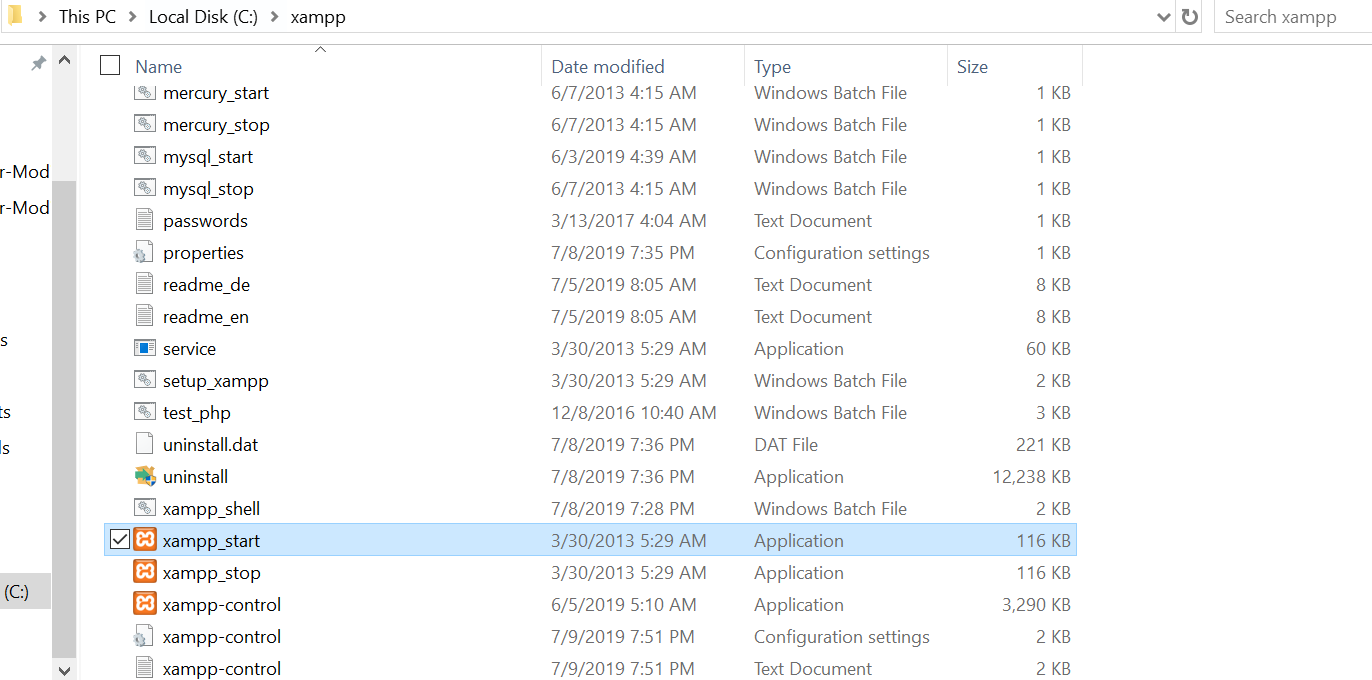 This PC > Local Disk (C:) > xampp Search xampp
Name Date modified Type Size
mercury_start 6/7/2013 4:15 AM Windows Batch File 1 KB
mercury_stop 6/7/2013 4:15 AM Windows Batch File 1 KB
mysql_start 6/3/2019 4:39 AM Windows Batch File 1 KB
r-Mod
mysql_stop 6/7/2013 4:15 AM Windows Batch File 1 KB
r-Mod
passwords 3/13/2017 4:04 AM Text Document 1 KB
properties 7/8/2019 7:35 PM Configuration settings 1 KB
readme_de 7/5/2019 8:05 AM Text Document 8 KB
readme_en 7/5/2019 8:05 AM Text Document 8 KB
s
service 3/30/2013 5:29 AM Application 60 KB
setup_xampp 3/30/2013 5:29 AM Windows Batch File 2 KB
ts
test_php 12/8/2016 10:40 AM Windows Batch File 3 KB
ls
uninstall.dat 7/8/2019 7:36 PM DAT File 221 KB
uninstall 7/8/2019 7:36 PM Application 12,238 KB
xampp_shell 7/8/2019 7:28 PM Windows Batch File 2 KB
xampp_start 3/30/2013 5:29 AM Application 116 KB
xampp_stop 3/30/2013 5:29 AM Application 116 KB
(C:)
xampp-control 6/5/2019 5:10 AM Application 3,290 KB
xampp-control 7/9/2019 7:51 PM Configuration settings 2 KB
xampp-control 7/9/2019 7:51 PM Text Document 2 KB